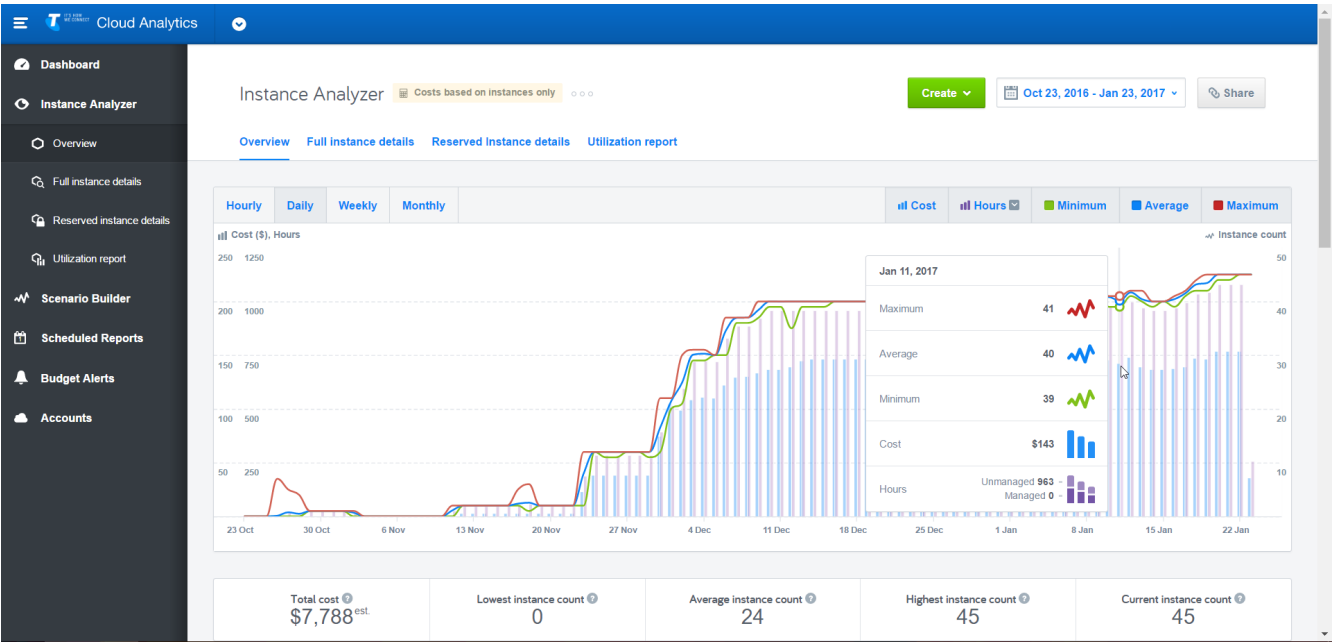 IT'S HOW
WE CONNECT
Cloud Analytics
Dashboard
Instance Analyzer
Overview
Full instance details
Reserved instance details
Utilization report
Scenario Builder
Scheduled Reports
Budget Alerts
Accounts
Instance Analyzer Costs based on instances only
Create Oct 23, 2016 - Jan 23, 2017 Share
Overview Full instance details Reserved Instance details Utilization report
Hourly Daily Weekly Monthly Cost Hours Minimum Average Maximum
Cost ($), Hours Instance count
250 1250 50
200 1000 40
150 750 30
100 500 20
50 250 10
Jan 11, 2017
Maximum 41
Average 40
Minimum 39
Cost $143
Hours Unmanaged 963 -
Managed 0 -
23 Oct 30 Oct 6 Nov 13 Nov 20 Nov 27 Nov 4 Dec 11 Dec 18 Dec 25 Dec 1 Jan 8 Jan 15 Jan 22 Jan
Total cost ? Lowest instance count ? Average instance count ? Highest instance count ? Current instance count ?
$7,788 est. 0 24 45 45